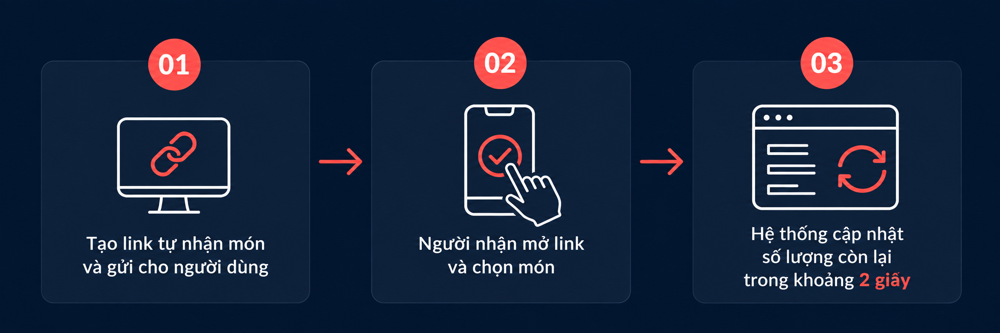 01
Tạo link tự nhận món
và gửi cho người dùng
02
Người nhận mở link
và chọn món
03
Hệ thống cập nhật
số lượng còn lại
trong khoảng 2 giấy